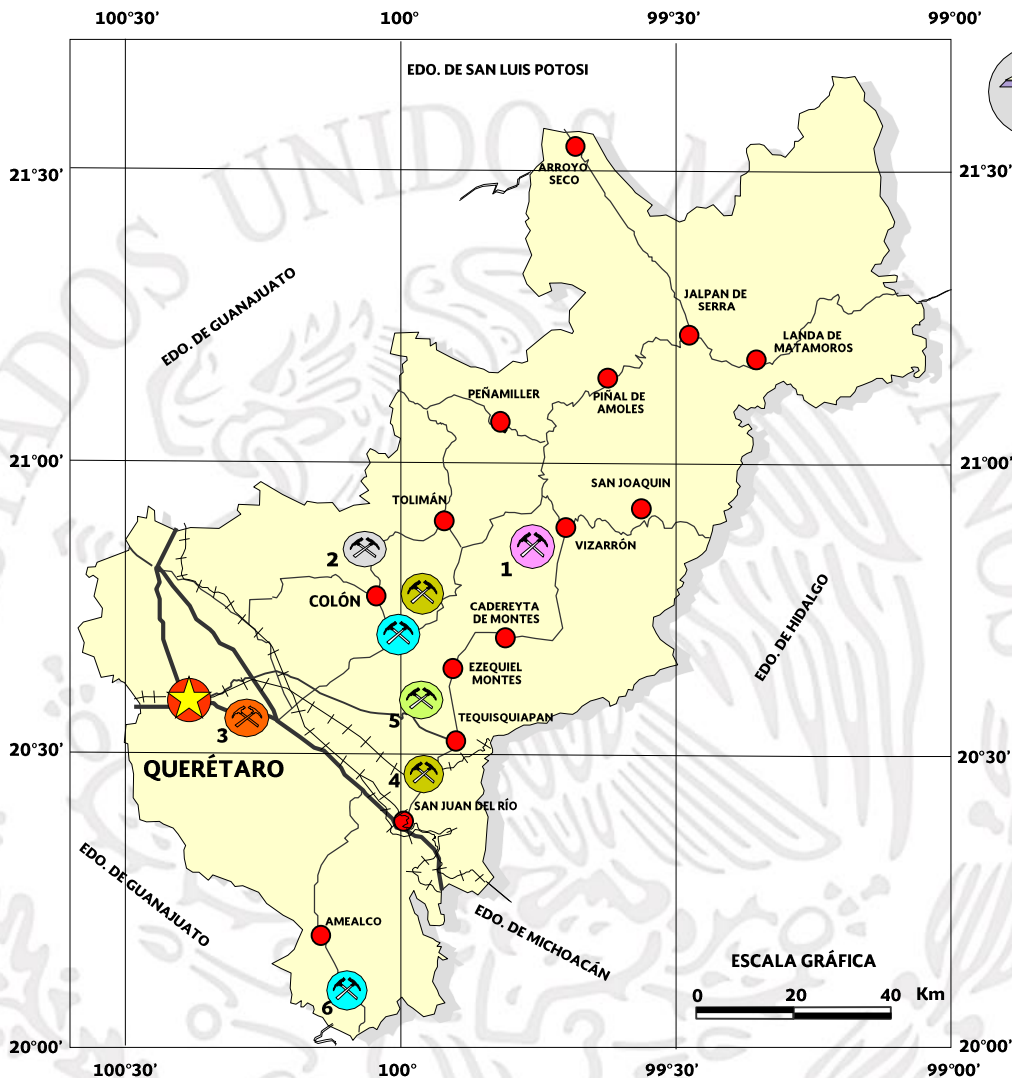 100°30'
100°
99°30'
99°00'
EDO. DE SAN LUIS POTOSI
21°30'
21°30'
ARROYO
SECO
EDO. DE GUANAJUATO
JALPAN DE
SERRA
LANDA DE
MATAMOROS
PEÑAMILLER
PIÑAL DE
AMOLES
21°00'
21°00'
SAN JOAQUIN
TOLIMÁN
VIZARRÓN
2
1
COLÓN
CADEREYTA
DE MONTES
EDO. DE HIDALGO
EZEQUIEL
MONTES
5
TEQUISQUIAPAN
3
20°30'
20°30'
QUERÉTARO
4
SAN JUAN DEL RÍO
EDO. DE GUANAJUATO
AMEALCO
EDO. DE MICHOACÁN
ESCALA GRÁFICA
0 20 40 Km
6
20°00'
20°00'
100°30'
100°
99°30'
99°00'
ESTADOS UNIDOS M